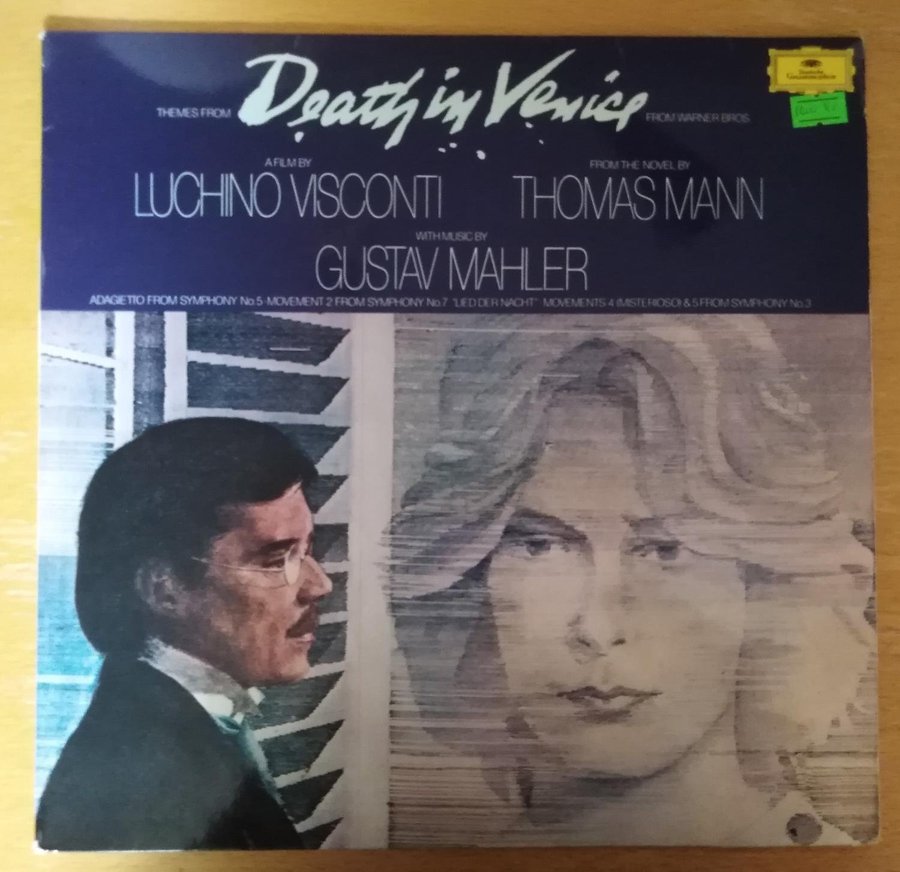 Death in Venice
THEMES FROM
FROM WARNER BROS
Deutsche
Grammophon
A FILM BY
LUCHINO VISCONTI
FROM THE NOVEL BY
THOMAS MANN
WITH MUSIC BY
GUSTAV MAHLER
ADAGIETTO FROM SYMPHONY No.5 · MOVEMENT 2 FROM SYMPHONY No.7 "LIED DER NACHT" · MOVEMENTS 4 (MISTERIOSO) & 5 FROM SYMPHONY No.3